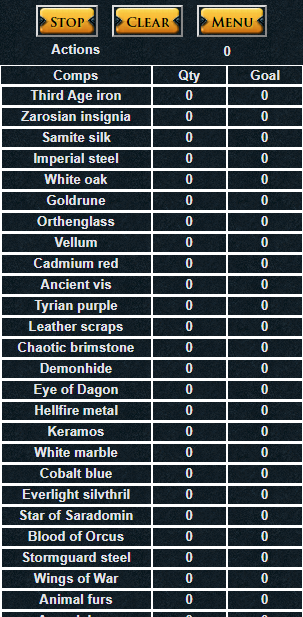 STOP CLEAR MENU
Actions 0
Comps Qty Goal
Third Age iron 0 0
Zarosian insignia 0 0
Samite silk 0 0
Imperial steel 0 0
White oak 0 0
Goldrune 0 0
Orthenglass 0 0
Vellum 0 0
Cadmium red 0 0
Ancient vis 0 0
Tyrian purple 0 0
Leather scraps 0 0
Chaotic brimstone 0 0
Demonhide 0 0
Eye of Dagon 0 0
Hellfire metal 0 0
Keramos 0 0
White marble 0 0
Cobalt blue 0 0
Everlight silvthril 0 0
Star of Saradomin 0 0
Blood of Orcus 0 0
Stormguard steel 0 0
Wings of War 0 0
Animal furs 0 0